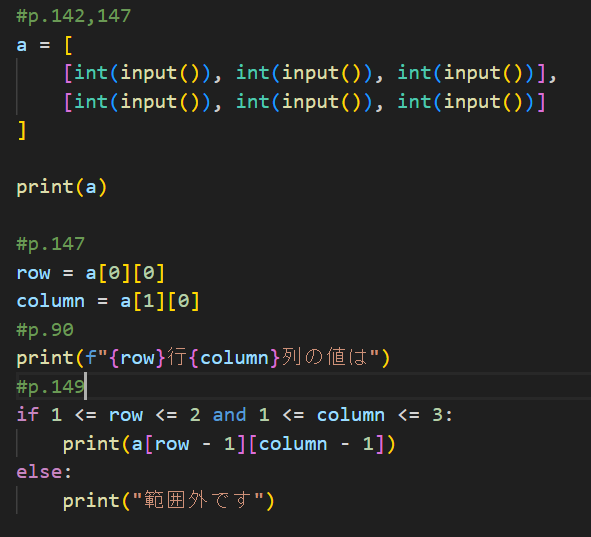 #p.142,147
a = [
    [int(input()), int(input()), int(input())],
    [int(input()), int(input()), int(input())]
]
print(a)
#p.147
row = a[0][0]
column = a[1][0]
#p.90
print(f"{row}行{column}列の値は")
#p.149
if 1 <= row <= 2 and 1 <= column <= 3:
    print(a[row - 1][column - 1])
else:
    print("範囲外です")